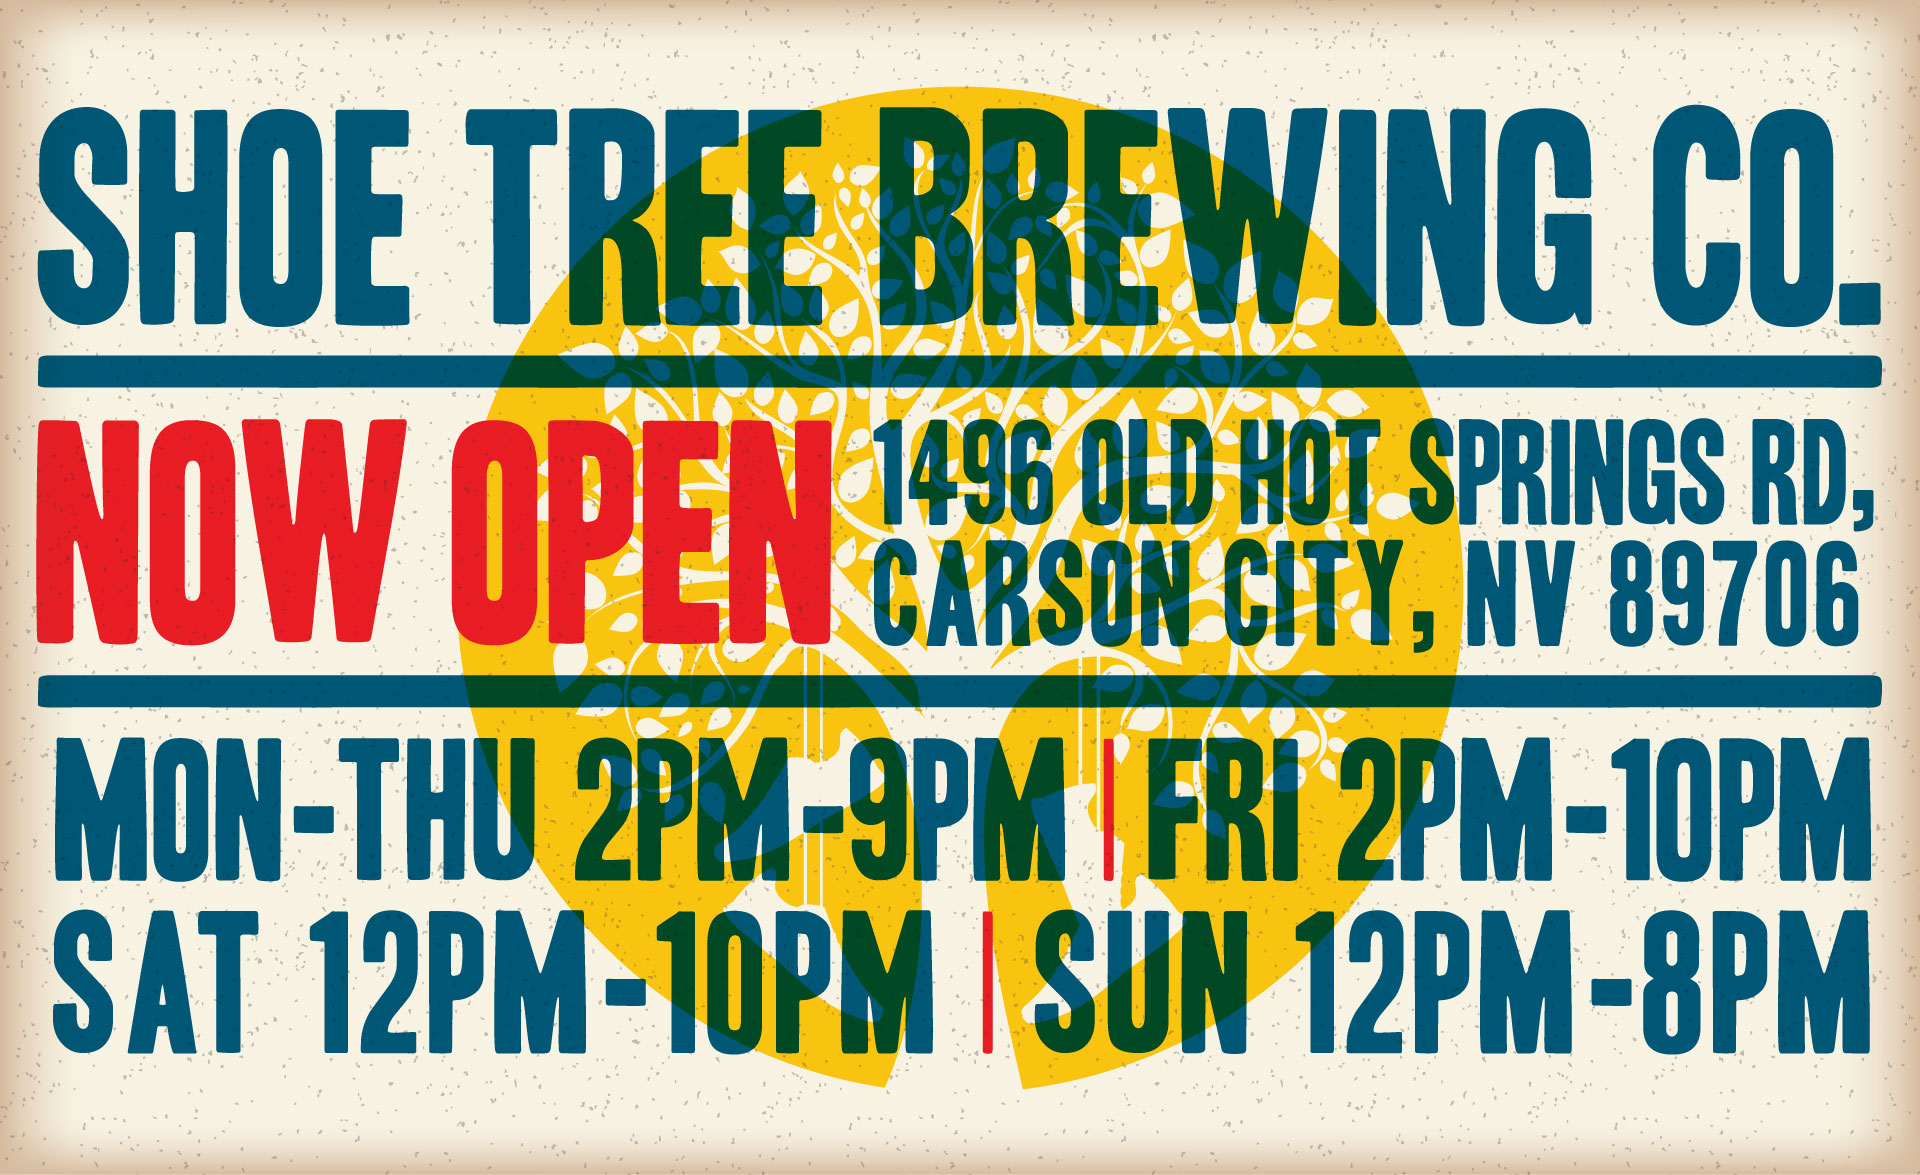 SHOE TREE BREWING CO.
NOW OPEN
1496 OLD HOT SPRINGS RD,
CARSON CITY, NV 89706
MON-THU 2PM-9PM | FRI 2PM-10PM
SAT 12PM-10PM | SUN 12PM-8PM